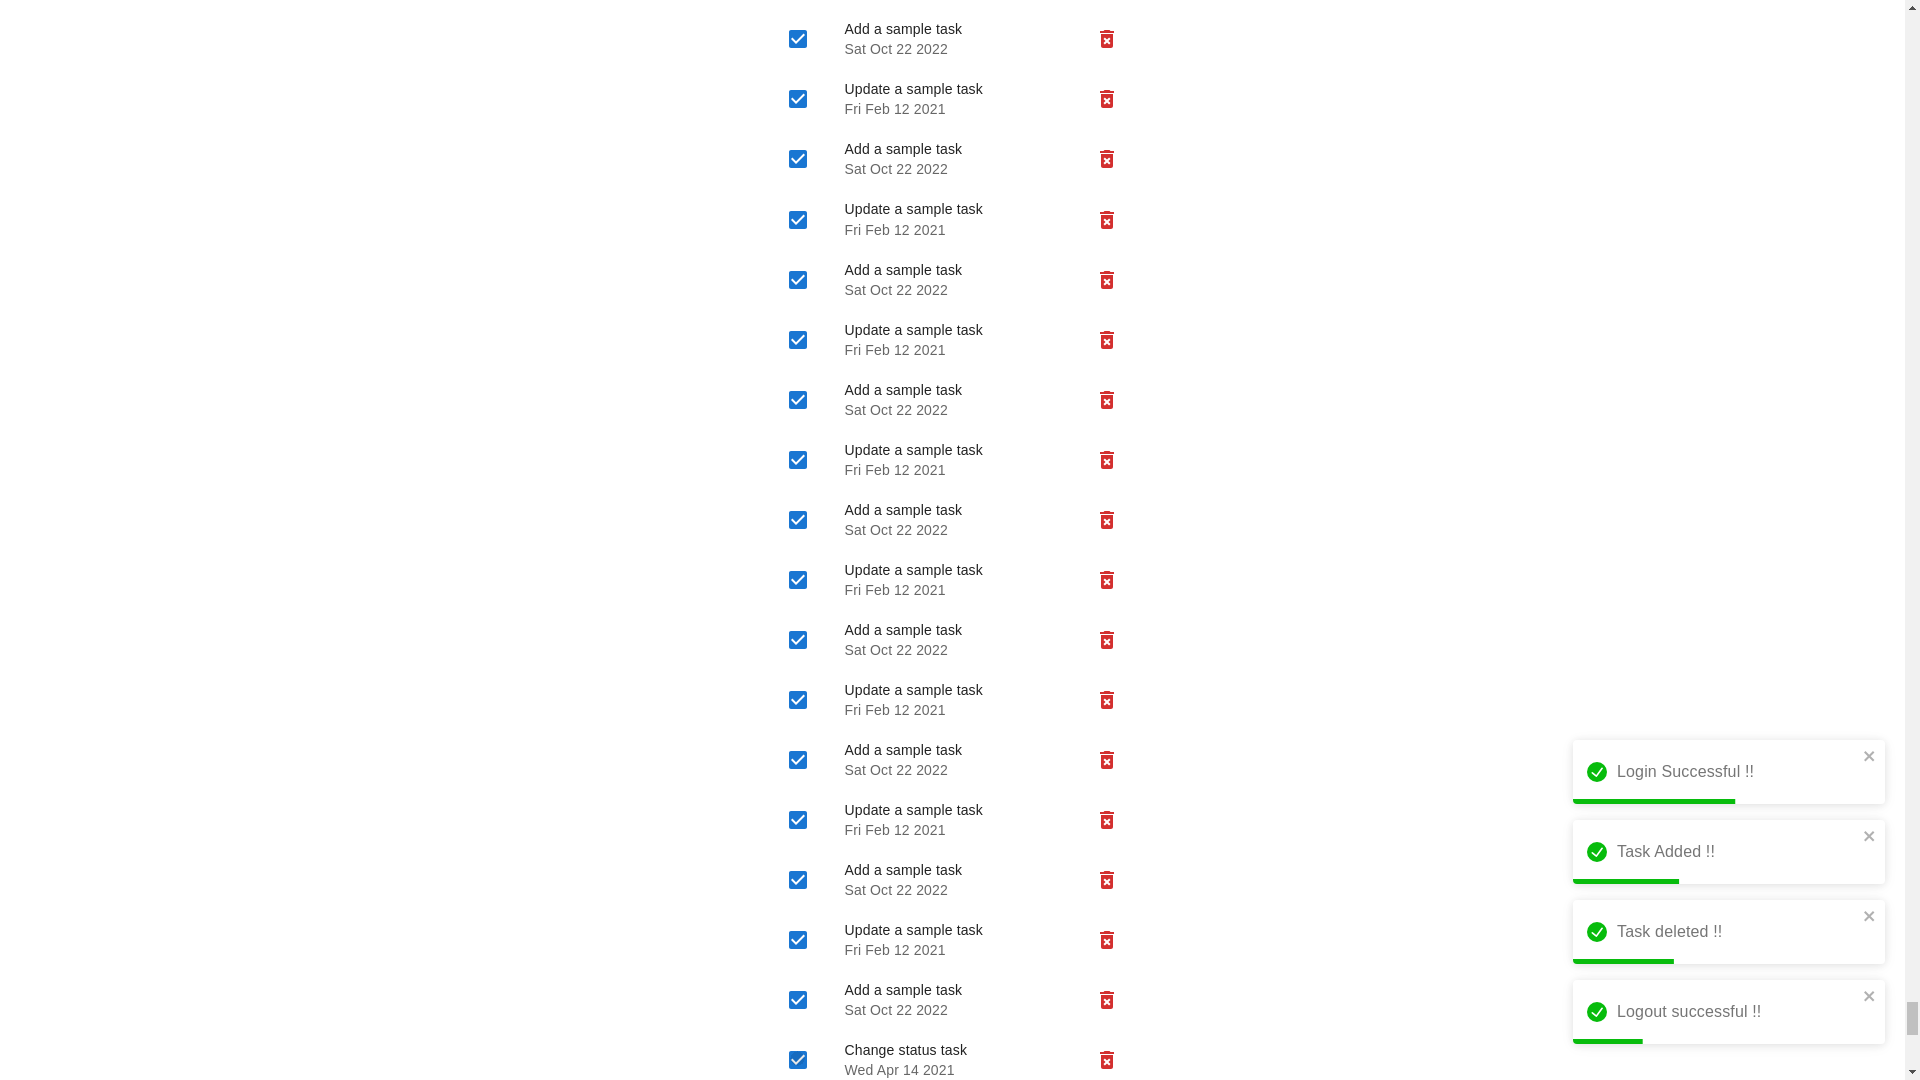 Add a sample task
Sat Oct 22 2022
Update a sample task
Fri Feb 12 2021
Add a sample task
Sat Oct 22 2022
Update a sample task
Fri Feb 12 2021
Add a sample task
Sat Oct 22 2022
Update a sample task
Fri Feb 12 2021
Add a sample task
Sat Oct 22 2022
Update a sample task
Fri Feb 12 2021
Add a sample task
Sat Oct 22 2022
Update a sample task
Fri Feb 12 2021
Add a sample task
Sat Oct 22 2022
Update a sample task
Fri Feb 12 2021
Add a sample task
Sat Oct 22 2022
Update a sample task
Fri Feb 12 2021
Add a sample task
Sat Oct 22 2022
Update a sample task
Fri Feb 12 2021
Add a sample task
Sat Oct 22 2022
Change status task
Wed Apr 14 2021
Login Successful !!
Task Added !!
Task deleted !!
Logout successful !!